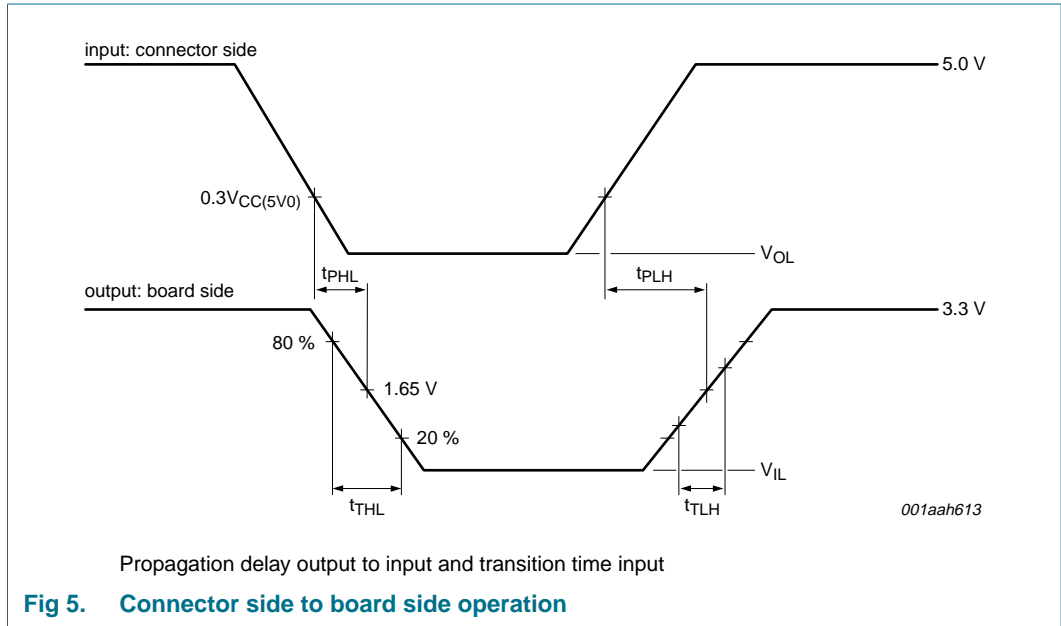 input: connector side
5.0 V
0.3VCC(5V0)
VOL
tPHL
tPLH
output: board side
3.3 V
80 %
1.65 V
20 %
VIL
tTHL
tTLH
001aah613
Propagation delay output to input and transition time input
Fig 5. Connector side to board side operation